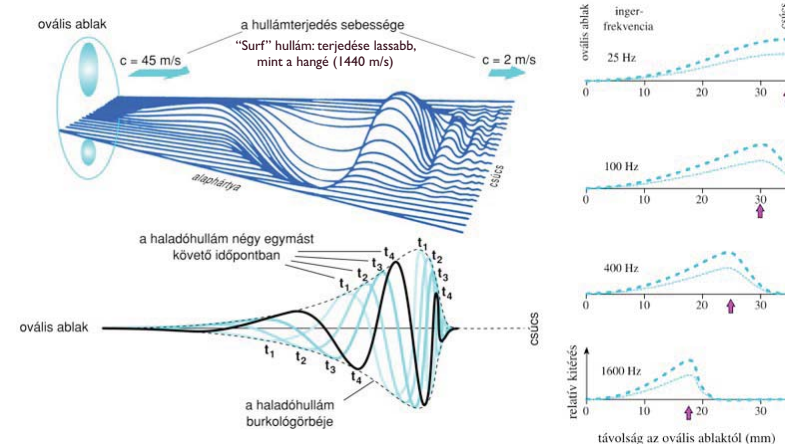 ovális ablak
a hullámterjedés sebessége
c = 45 m/s
"Surf" hullám: terjedése lassabb,
mint a hangé (1440 m/s)
c = 2 m/s
alaphártya
csúcs
a haladóhullám négy egymást
követő időpontban
t₁
t₂
t₃
t₄
t₁
t₂
t₃
t₄
ovális ablak
t₁
t₂
t₃
t₄
csúcs
a haladóhullám
burkológörbéje
ovális ablak
inger-
frekvencia
csúcs
25 Hz
0 10 20 30
100 Hz
0 10 20 30
400 Hz
0 10 20 30
relatív kitérés
1600 Hz
0 10 20 30
távolság az ovális ablaktól (mm)